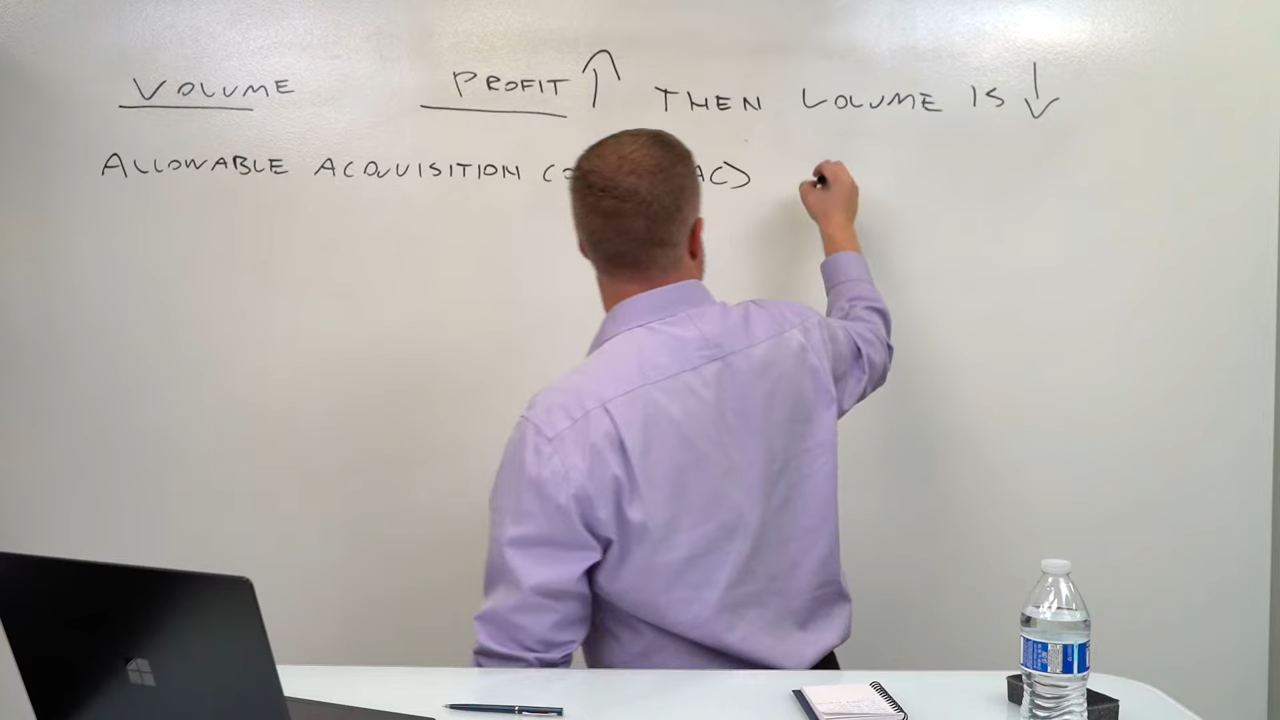 VOLUME PROFIT ↑ THEN VOLUME IS ↓
ALLOWABLE ACQUISITION